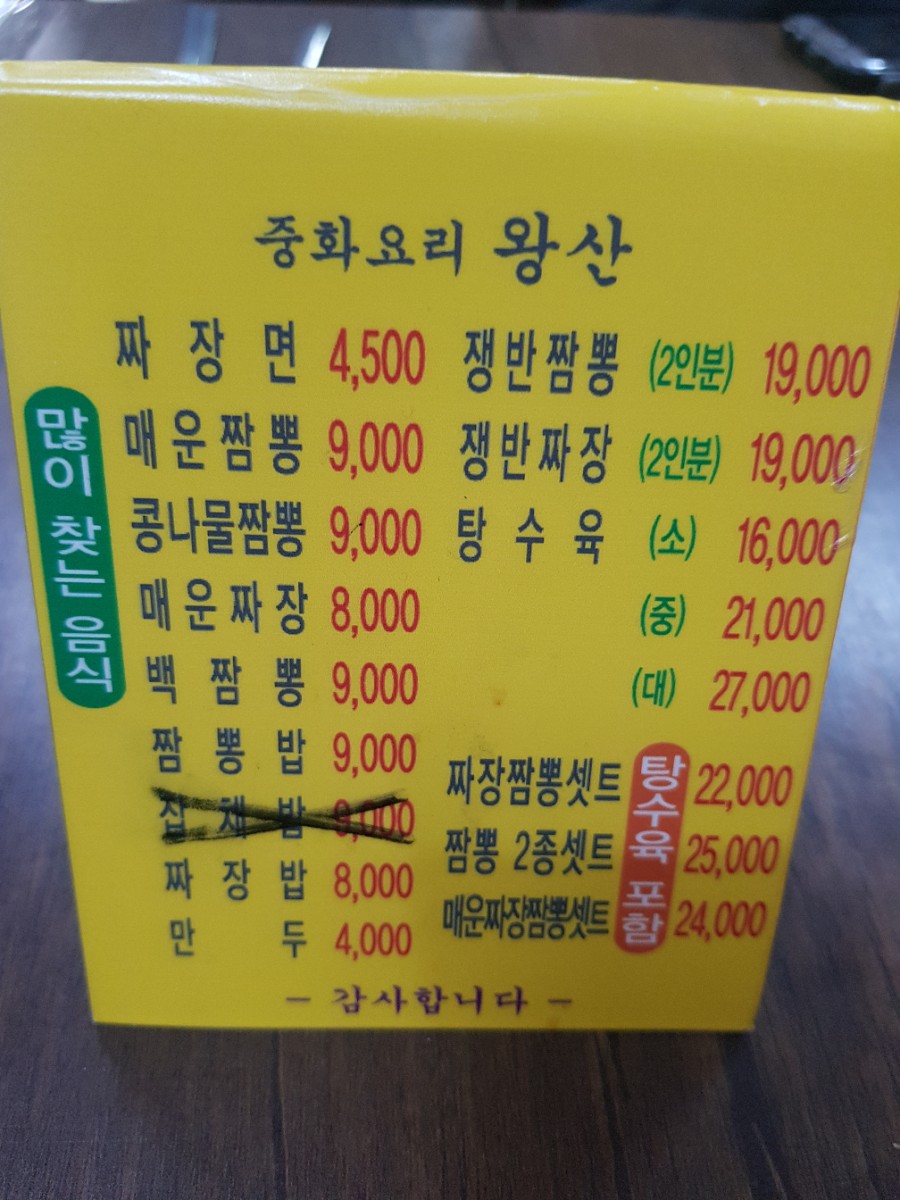 중화요리 왕산
많이 찾는 음식
짜장면 4,500
매운짬뽕 9,000
콩나물짬뽕 9,000
매운짜장 8,000
백짬뽕 9,000
짬뽕밥 9,000
잡채밥 9,000
짜장밥 8,000
만두 4,000
쟁반짬뽕 (2인분) 19,000
쟁반짜장 (2인분) 19,000
탕수육 (소) 16,000
(중) 21,000
(대) 27,000
탕수육 포함
짜장짬뽕셋트 22,000
짬뽕 2종셋트 25,000
매운짜장짬뽕셋트 24,000
- 감사합니다 -